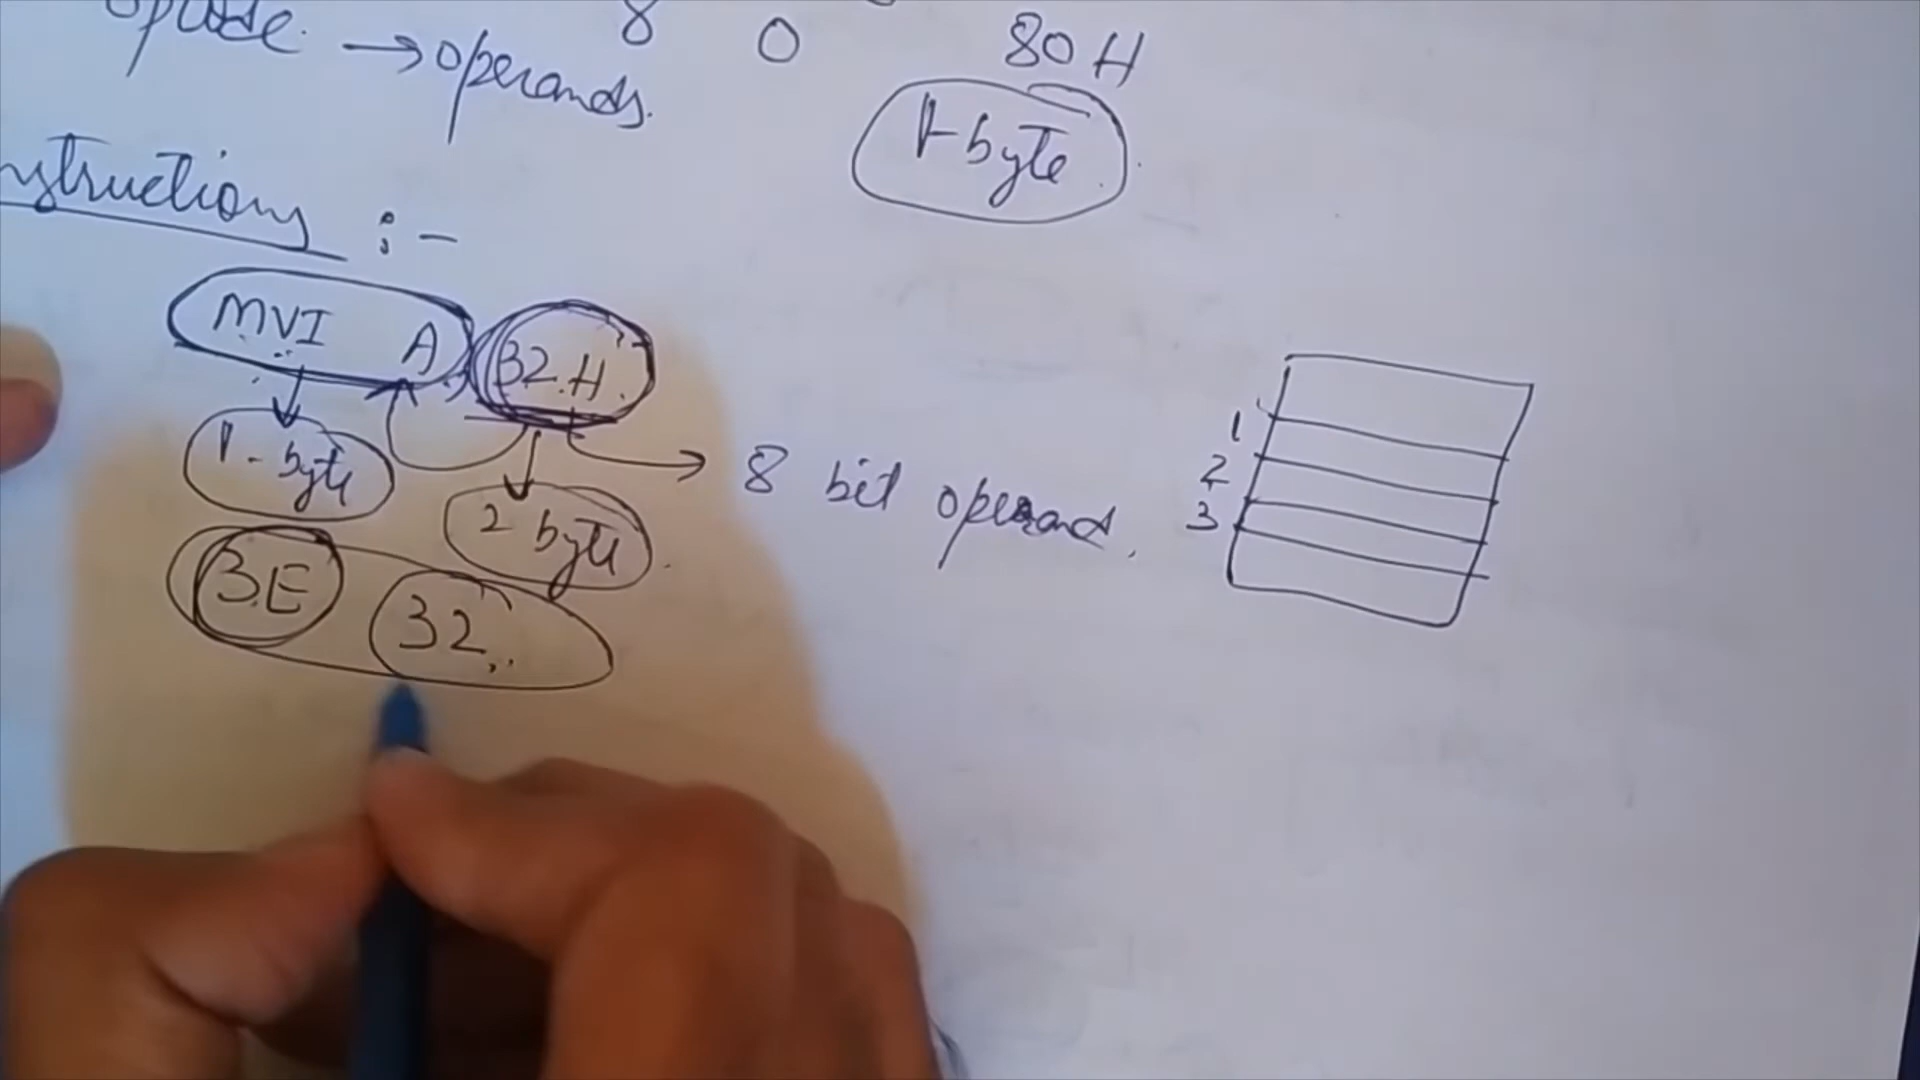 opcode. → operands. 8 0 80 H
1-byte
nstructions :-
MVI A, 32.H
1 - byte 2 byte. → 8 bit operand.
3E 32
1
2
3